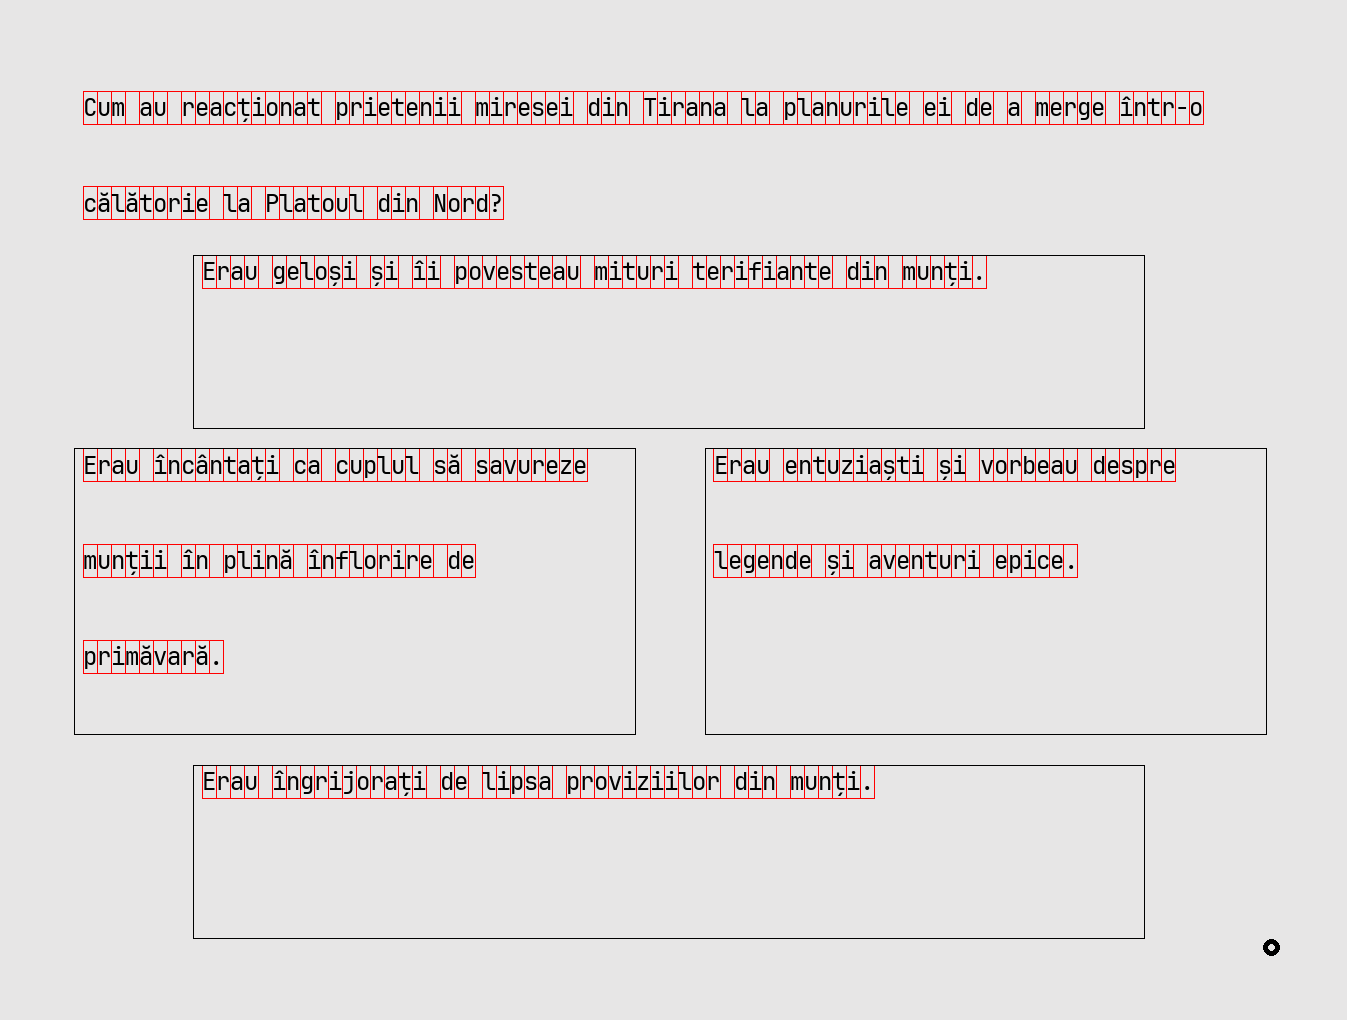 Cum au reacționat prietenii miresei din Tirana la planurile ei de a merge într-o
călătorie la Platoul din Nord?
Erau geloși și îi povesteau mituri terifiante din munți.
Erau încântați ca cuplul să savureze
munții în plină înflorire de
primăvară.
Erau entuziaști și vorbeau despre
legende și aventuri epice.
Erau îngrijorați de lipsa proviziilor din munți.